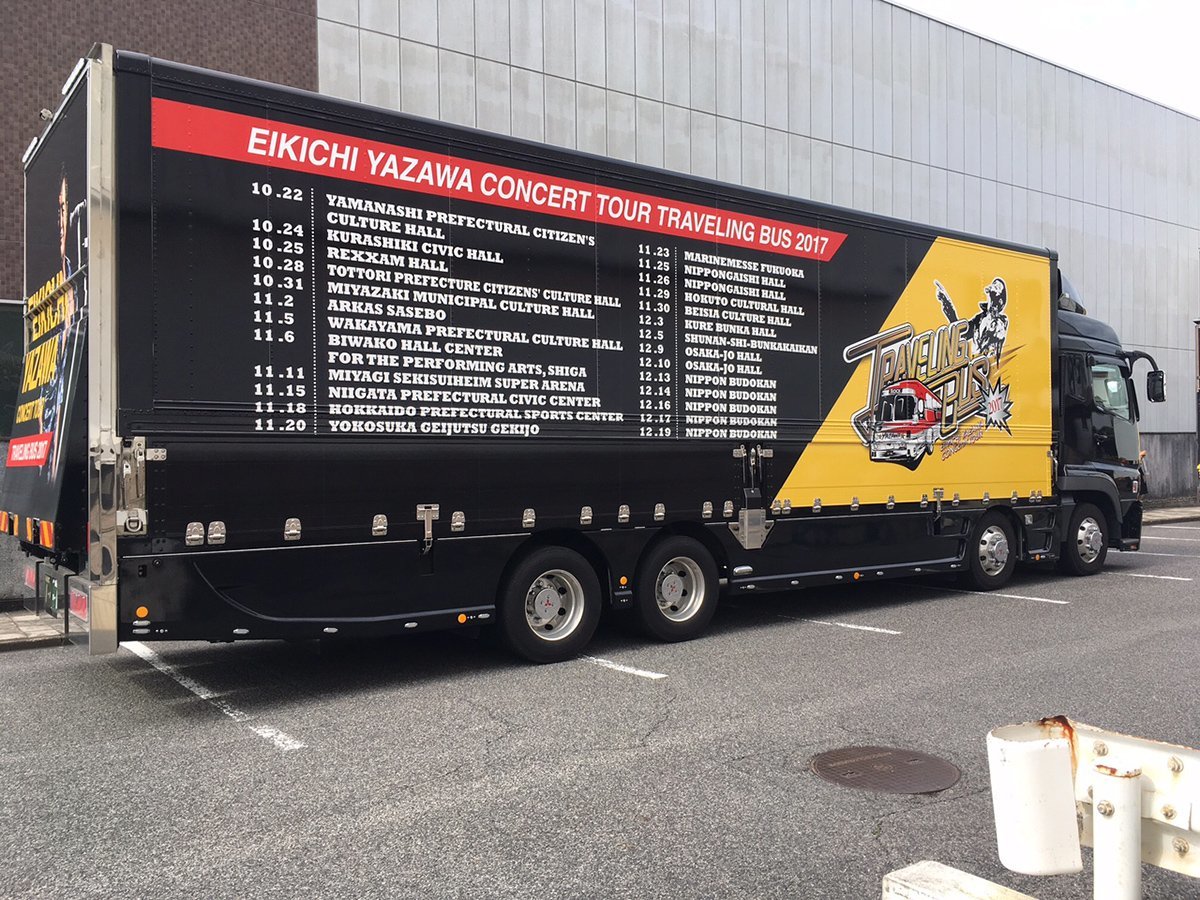 EIKICHI YAZAWA CONCERT TOUR TRAVELING BUS 2017
10.22 YAMANASHI PREFECTURAL CITIZEN'S
CULTURE HALL
10.24 KURASHIKI CIVIC HALL
10.25 REXXAM HALL
10.28 TOTTORI PREFECTURE CITIZENS' CULTURE HALL
10.31 MIYAZAKI MUNICIPAL CULTURE HALL
11.2 ARKAS SASEBO
11.5 WAKAYAMA PREFECTURAL CULTURE HALL
11.6 BIWAKO HALL CENTER
FOR THE PERFORMING ARTS, SHIGA
11.11 MIYAGI SEKISUIHEIM SUPER ARENA
11.15 NIIGATA PREFECTURAL CIVIC CENTER
11.18 HOKKAIDO PREFECTURAL SPORTS CENTER
11.20 YOKOSUKA GEIJUTSU GEKIJO
11.23 MARINEMESSE FUKUOKA
11.25 NIPPONGAISHI HALL
11.26 NIPPONGAISHI HALL
11.29 HOKUTO CULTURAL HALL
11.30 BEISIA CULTURE HALL
12.3 KURE BUNKA HALL
12.5 SHUNAN-SHI-BUNKAKAIKAN
12.9 OSAKA-JO HALL
12.10 OSAKA-JO HALL
12.13 NIPPON BUDOKAN
12.14 NIPPON BUDOKAN
12.16 NIPPON BUDOKAN
12.17 NIPPON BUDOKAN
12.19 NIPPON BUDOKAN
TRAVELING
BUS
2017
ROCK
EIKICHI
YAZAWA
CONCERT TOUR
TRAVELING BUS 2017